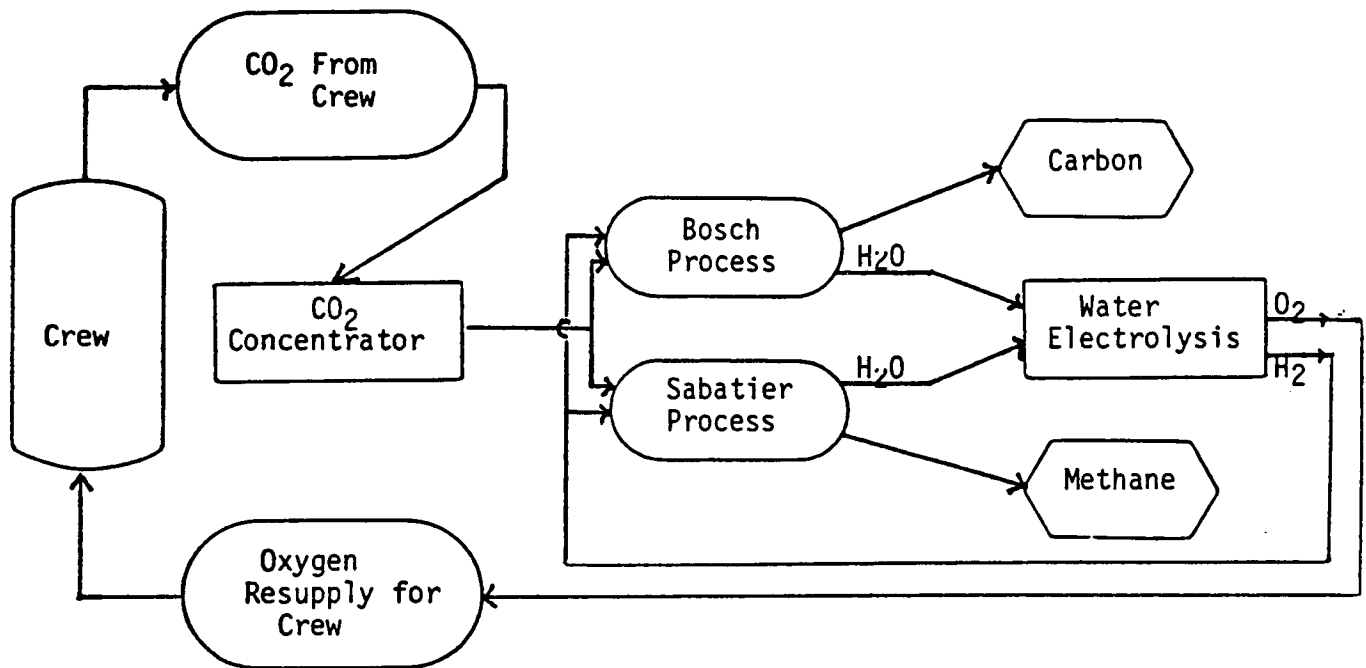 CO₂ From
Crew
Carbon
Bosch
Process
H₂O
CO₂
Concentrator
Crew
Water
Electrolysis
O₂
H₂
Sabatier
Process
H₂O
Methane
Oxygen
Resupply for
Crew